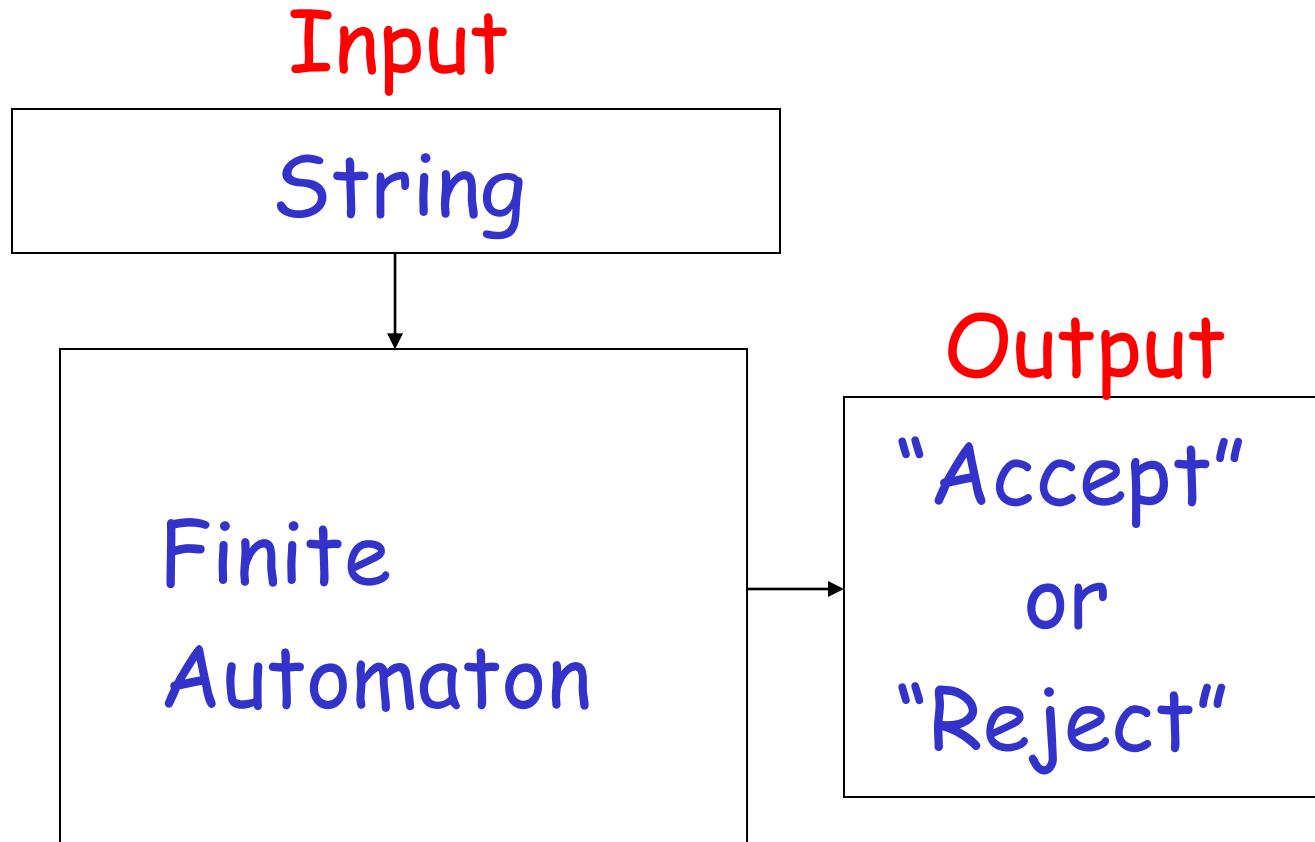 Input
String
Output
“Accept”
or
“Reject”
Finite
Automaton